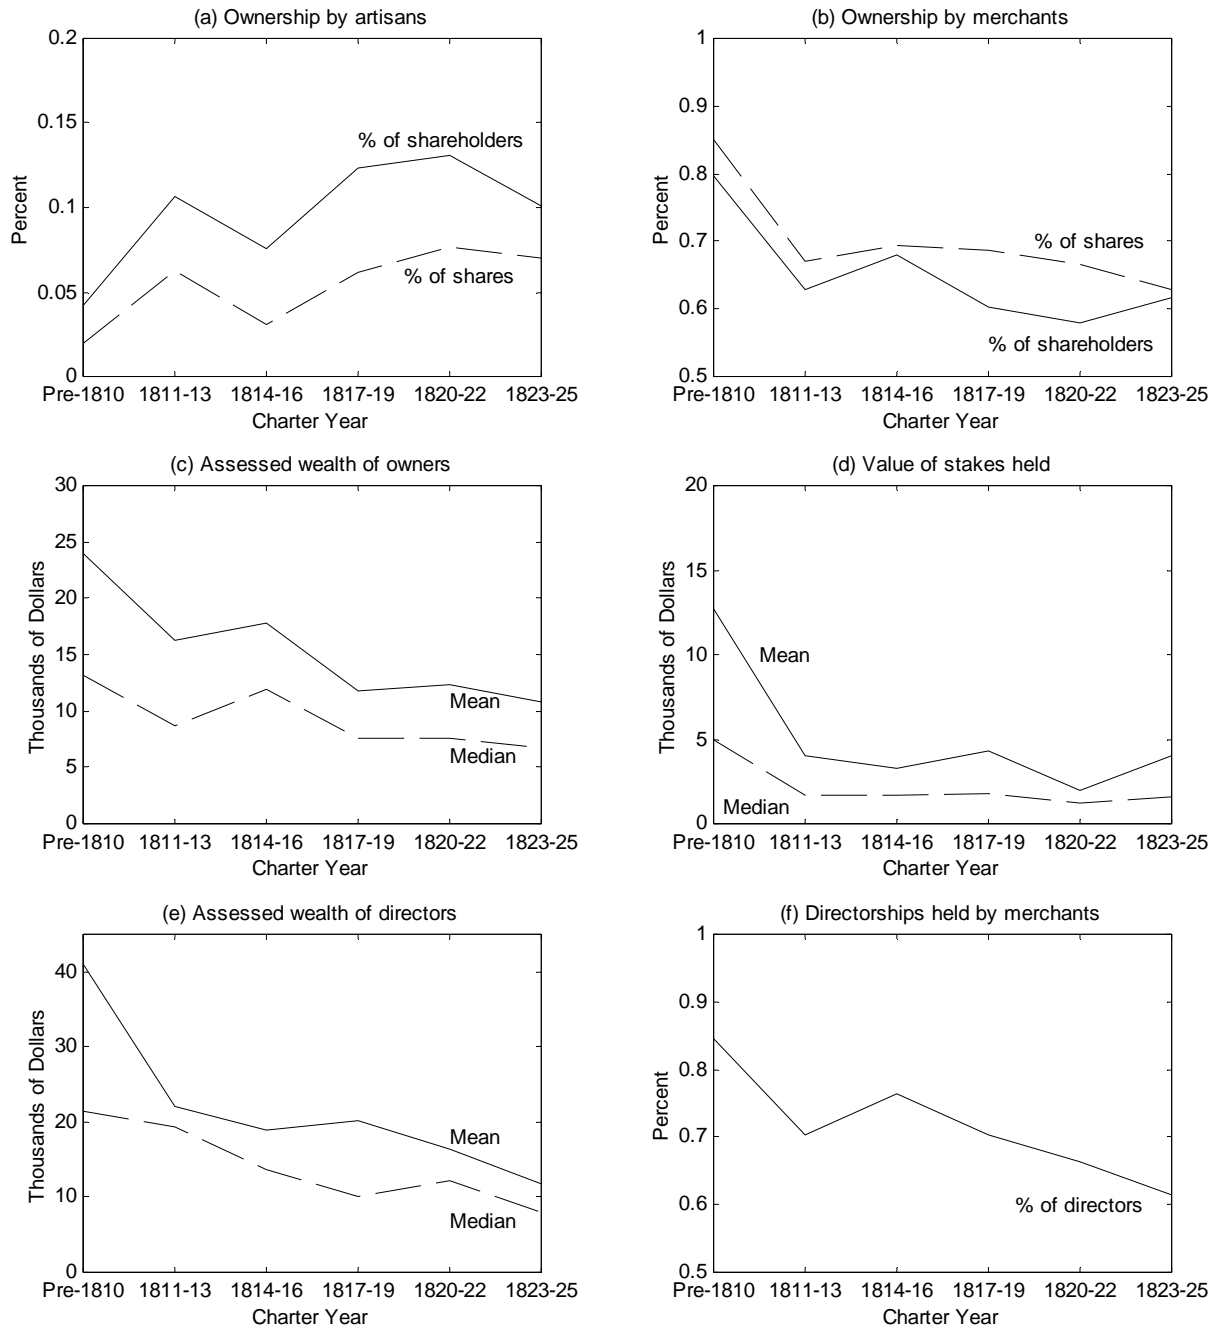 (a) Ownership by artisans
0.2
0.15
0.1
0.05
0
Percent
% of shareholders
% of shares
Pre-1810 1811-13 1814-16 1817-19 1820-22 1823-25
Charter Year
(b) Ownership by merchants
1
0.9
0.8
0.7
0.6
0.5
Percent
% of shares
% of shareholders
Pre-1810 1811-13 1814-16 1817-19 1820-22 1823-25
Charter Year
(c) Assessed wealth of owners
30
25
20
15
10
5
0
Thousands of Dollars
Mean
Median
Pre-1810 1811-13 1814-16 1817-19 1820-22 1823-25
Charter Year
(d) Value of stakes held
20
15
10
5
0
Thousands of Dollars
Mean
Median
Pre-1810 1811-13 1814-16 1817-19 1820-22 1823-25
Charter Year
(e) Assessed wealth of directors
40
30
20
10
0
Thousands of Dollars
Mean
Median
Pre-1810 1811-13 1814-16 1817-19 1820-22 1823-25
Charter Year
(f) Directorships held by merchants
1
0.9
0.8
0.7
0.6
0.5
Percent
% of directors
Pre-1810 1811-13 1814-16 1817-19 1820-22 1823-25
Charter Year